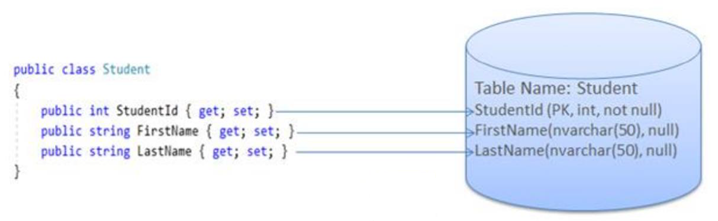 public class Student
{
public int StudentId { get; set; }
public string FirstName { get; set; }
public string LastName { get; set; }
}
Table Name: Student
StudentId (PK, int, not null)
FirstName(nvarchar(50), null)
LastName(nvarchar(50), null)